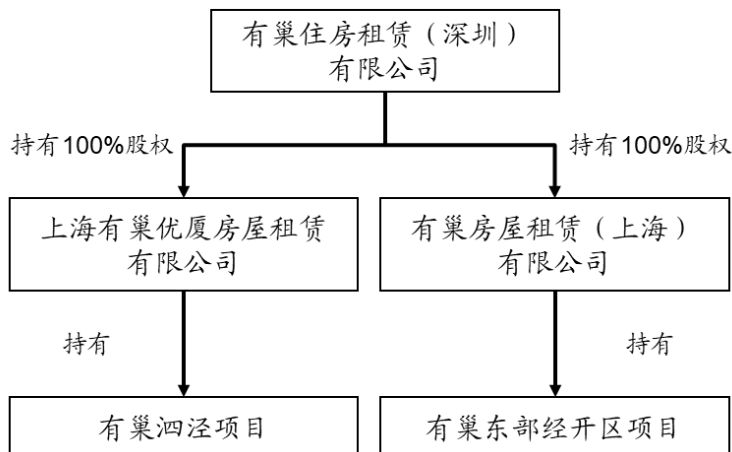 有巢住房租赁（深圳）
有限公司
持有100%股权
持有100%股权
上海有巢优厦房屋租赁
有限公司
有巢房屋租赁（上海）
有限公司
持有
持有
有巢泗泾项目
有巢东部经开区项目